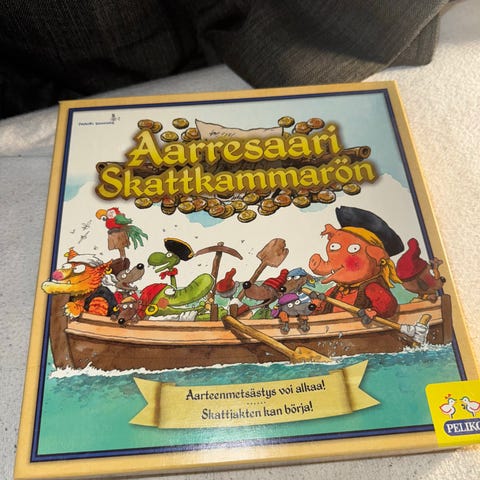 Aarresaari
Skattkammarön
Aarteenmetsästys voi alkaa!
Skattjakten kan börja!
PELIKO